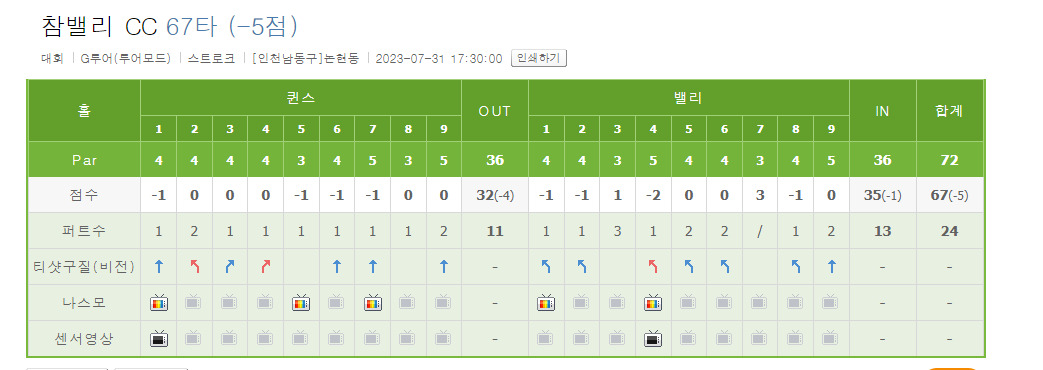 참밸리 CC 67타 (-5점)
대회 G투어(투어모드) 스트로크 [인천남동구]논현동 2023-07-31 17:30:00 인쇄하기
홀 퀸스 OUT 밸리 IN 합계
1 2 3 4 5 6 7 8 9 1 2 3 4 5 6 7 8 9
Par 4 4 4 4 3 4 5 3 5 36 4 4 3 5 4 4 3 4 5 36 72
점수 -1 0 0 0 -1 -1 -1 0 0 32(-4) -1 -1 1 -2 0 0 3 -1 0 35(-1) 67(-5)
퍼트수 1 2 1 1 1 1 1 1 2 11 1 1 3 1 2 2 / 1 2 13 24
티샷구질(비전) - - -
나스모 - - -
센서영상 - - -